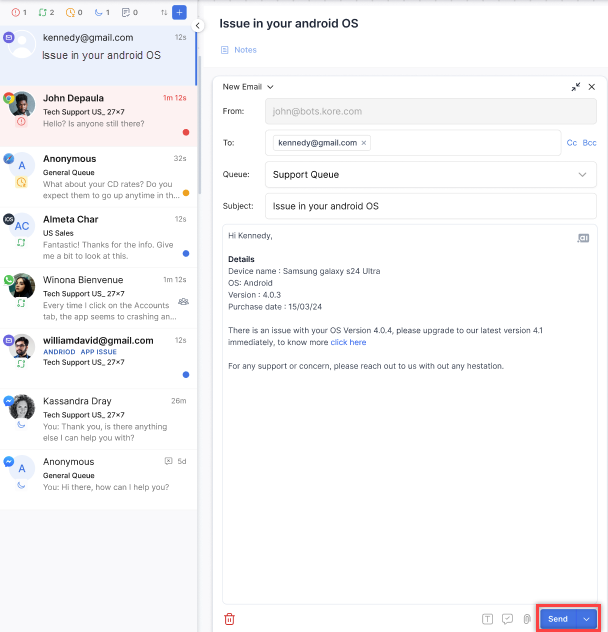 1 2 0 1 0
kennedy@gmail.com 12s
Issue in your android OS
John Depaula 1m 12s
Tech Support US_ 27x7
Hello? Is anyone still there?
A Anonymous 32s
General Queue
What about your CD rates? Do you
expect them to go up anytime in th...
iOS AC Almeta Char 12s
US Sales
Fantastic! Thanks for the info. Give
me a bit to look at this.
Winona Bienvenue 1m 12s
Tech Support US_ 27x7
Every time I click on the Accounts
tab, the app seems to crashing an...
williamdavid@gmail.com 12s
ANDRIOD APP ISSUE
Tech Support US_ 27x7
Kassandra Dray 26m
Tech Support US_ 27x7
You: Thank you, is there anything
else I can help you with?
A Anonymous 5d
General Queue
You: Hi there, how can I help you?
Issue in your android OS
Notes
New Email
From: john@bots.kore.com
To: kennedy@gmail.com × Cc Bcc
Queue: Support Queue
Subject: Issue in your android OS
Hi Kennedy,
Details
Device name : Samsung galaxy s24 Ultra
OS: Android
Version : 4.0.3
Purchase date : 15/03/24
There is an issue with your OS Version 4.0.4, please upgrade to our latest version 4.1
immediately, to know more click here
For any support or concern, please reach out to us with out any hestation.
Send